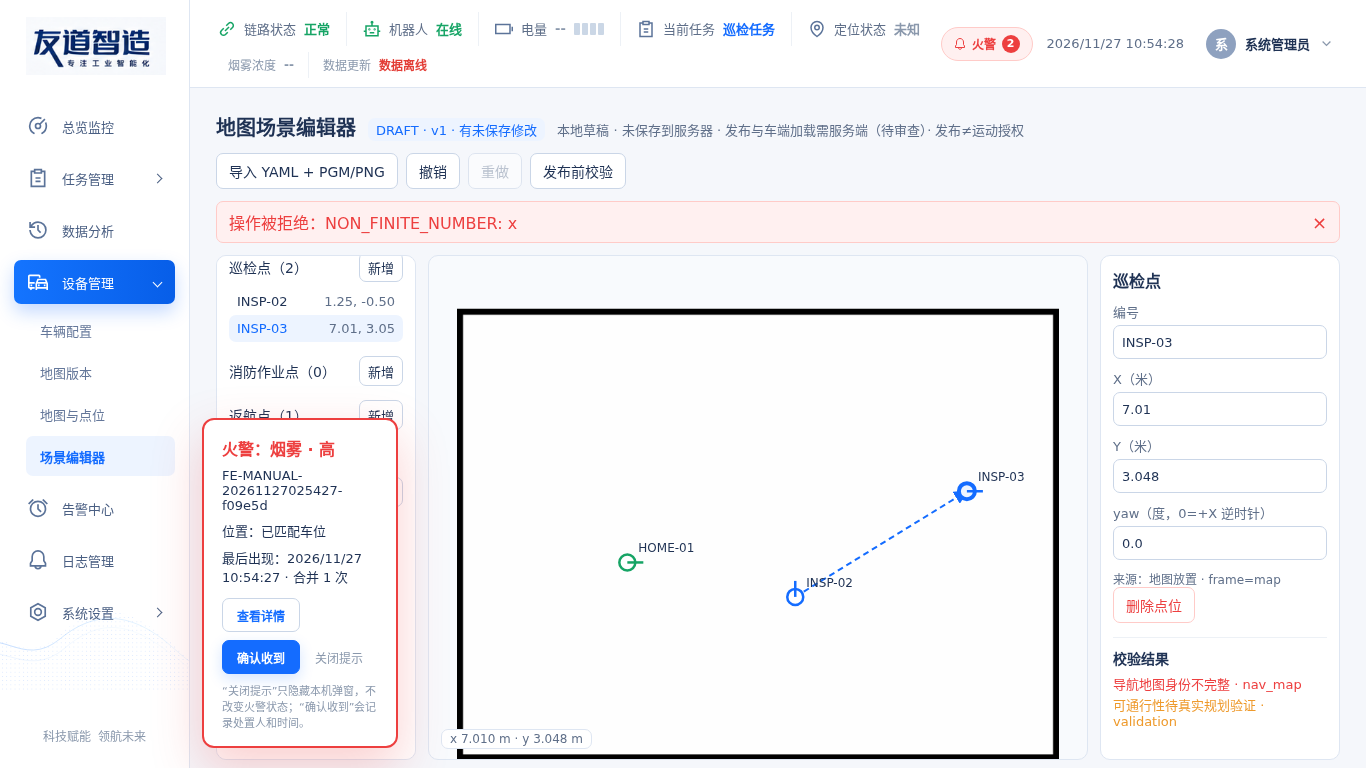 友道智造
专注工业智能化
链路状态 正常
机器人 在线
电量 --
当前任务 巡检任务
定位状态 未知
烟雾浓度 --
数据更新 数据离线
火警 2
2026/11/27 10:54:28
系 系统管理员
总览监控
任务管理
数据分析
设备管理
车辆配置
地图版本
地图与点位
场景编辑器
告警中心
日志管理
系统设置
科技赋能 领航未来
地图场景编辑器
DRAFT · v1 · 有未保存修改
本地草稿 · 未保存到服务器 · 发布与车端加载需服务端（待审查）· 发布≠运动授权
导入 YAML + PGM/PNG
撤销
重做
发布前校验
操作被拒绝：NON_FINITE_NUMBER: x
巡检点（2） 新增
INSP-02 1.25, -0.50
INSP-03 7.01, 3.05
消防作业点（0） 新增
返航点（1） 新增
火警：烟雾 · 高
FE-MANUAL-
20261127025427-
f09e5d
位置：已匹配车位
最后出现：2026/11/27
10:54:27 · 合并 1 次
查看详情
确认收到
关闭提示
“关闭提示”只隐藏本机弹窗，不
改变火警状态；“确认收到”会记
录处置人和时间。
INSP-03
HOME-01
INSP-02
x 7.010 m · y 3.048 m
巡检点
编号
INSP-03
X（米）
7.01
Y（米）
3.048
yaw（度，0=+X 逆时针）
0.0
来源：地图放置 · frame=map
删除点位
校验结果
导航地图身份不完整 · nav_map
可通行性待真实规划验证 ·
validation